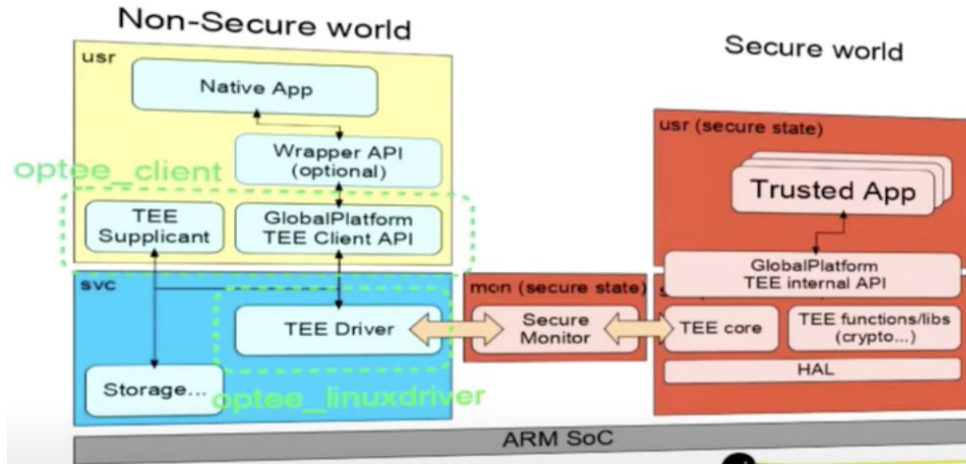 Non-Secure world
Secure world
usr
Native App
Wrapper API
(optional)
optee_client
TEE
Supplicant
GlobalPlatform
TEE Client API
svc
TEE Driver
Storage...
optee_linuxdriver
mon (secure state)
Secure
Monitor
usr (secure state)
Trusted App
GlobalPlatform
TEE internal API
TEE core
TEE functions/libs
(crypto...)
HAL
ARM SoC